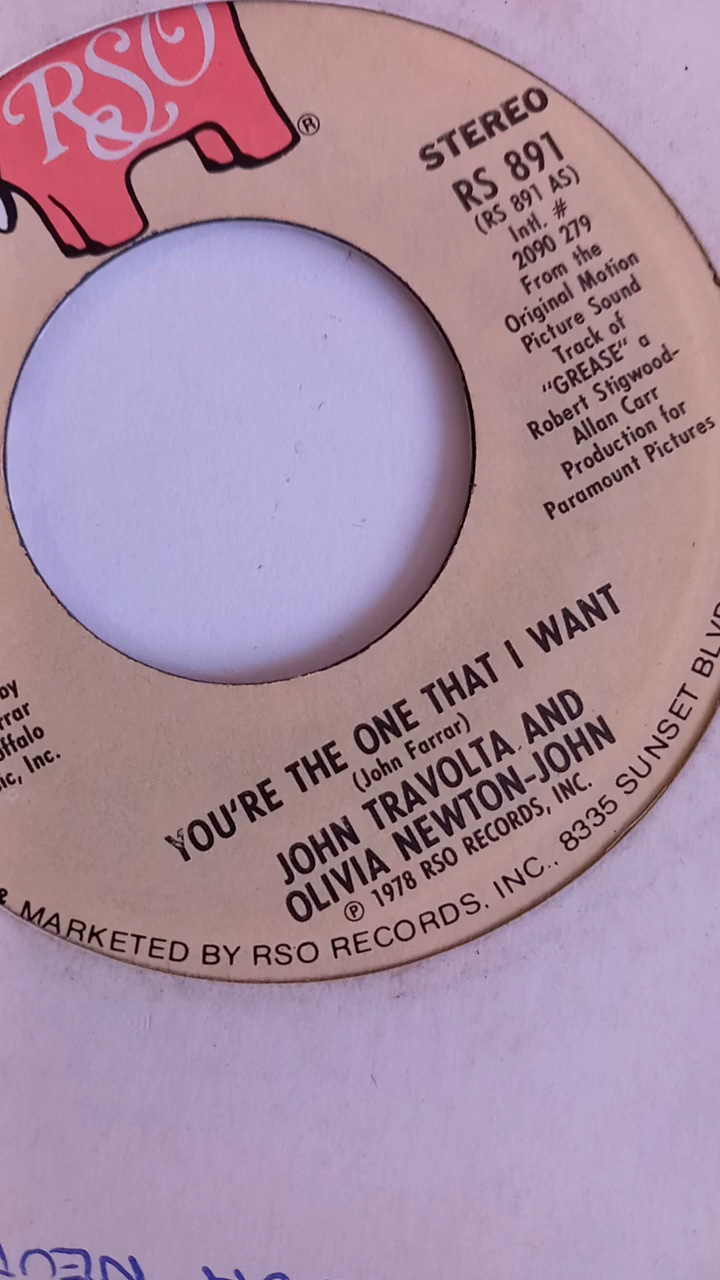 RSO
®
STEREO
RS 891
(RS 891 AS)
Intl. #
2090 279
From the
Original Motion
Picture Sound
Track of
"GREASE" a
Robert Stigwood-
Allan Carr
Production for
Paramount Pictures
YOU'RE THE ONE THAT I WANT
(John Farrar)
JOHN TRAVOLTA AND
OLIVIA NEWTON-JOHN
℗ 1978 RSO RECORDS, INC.
& MARKETED BY RSO RECORDS, INC., 8335 SUNSET BLVD
ic, Inc.